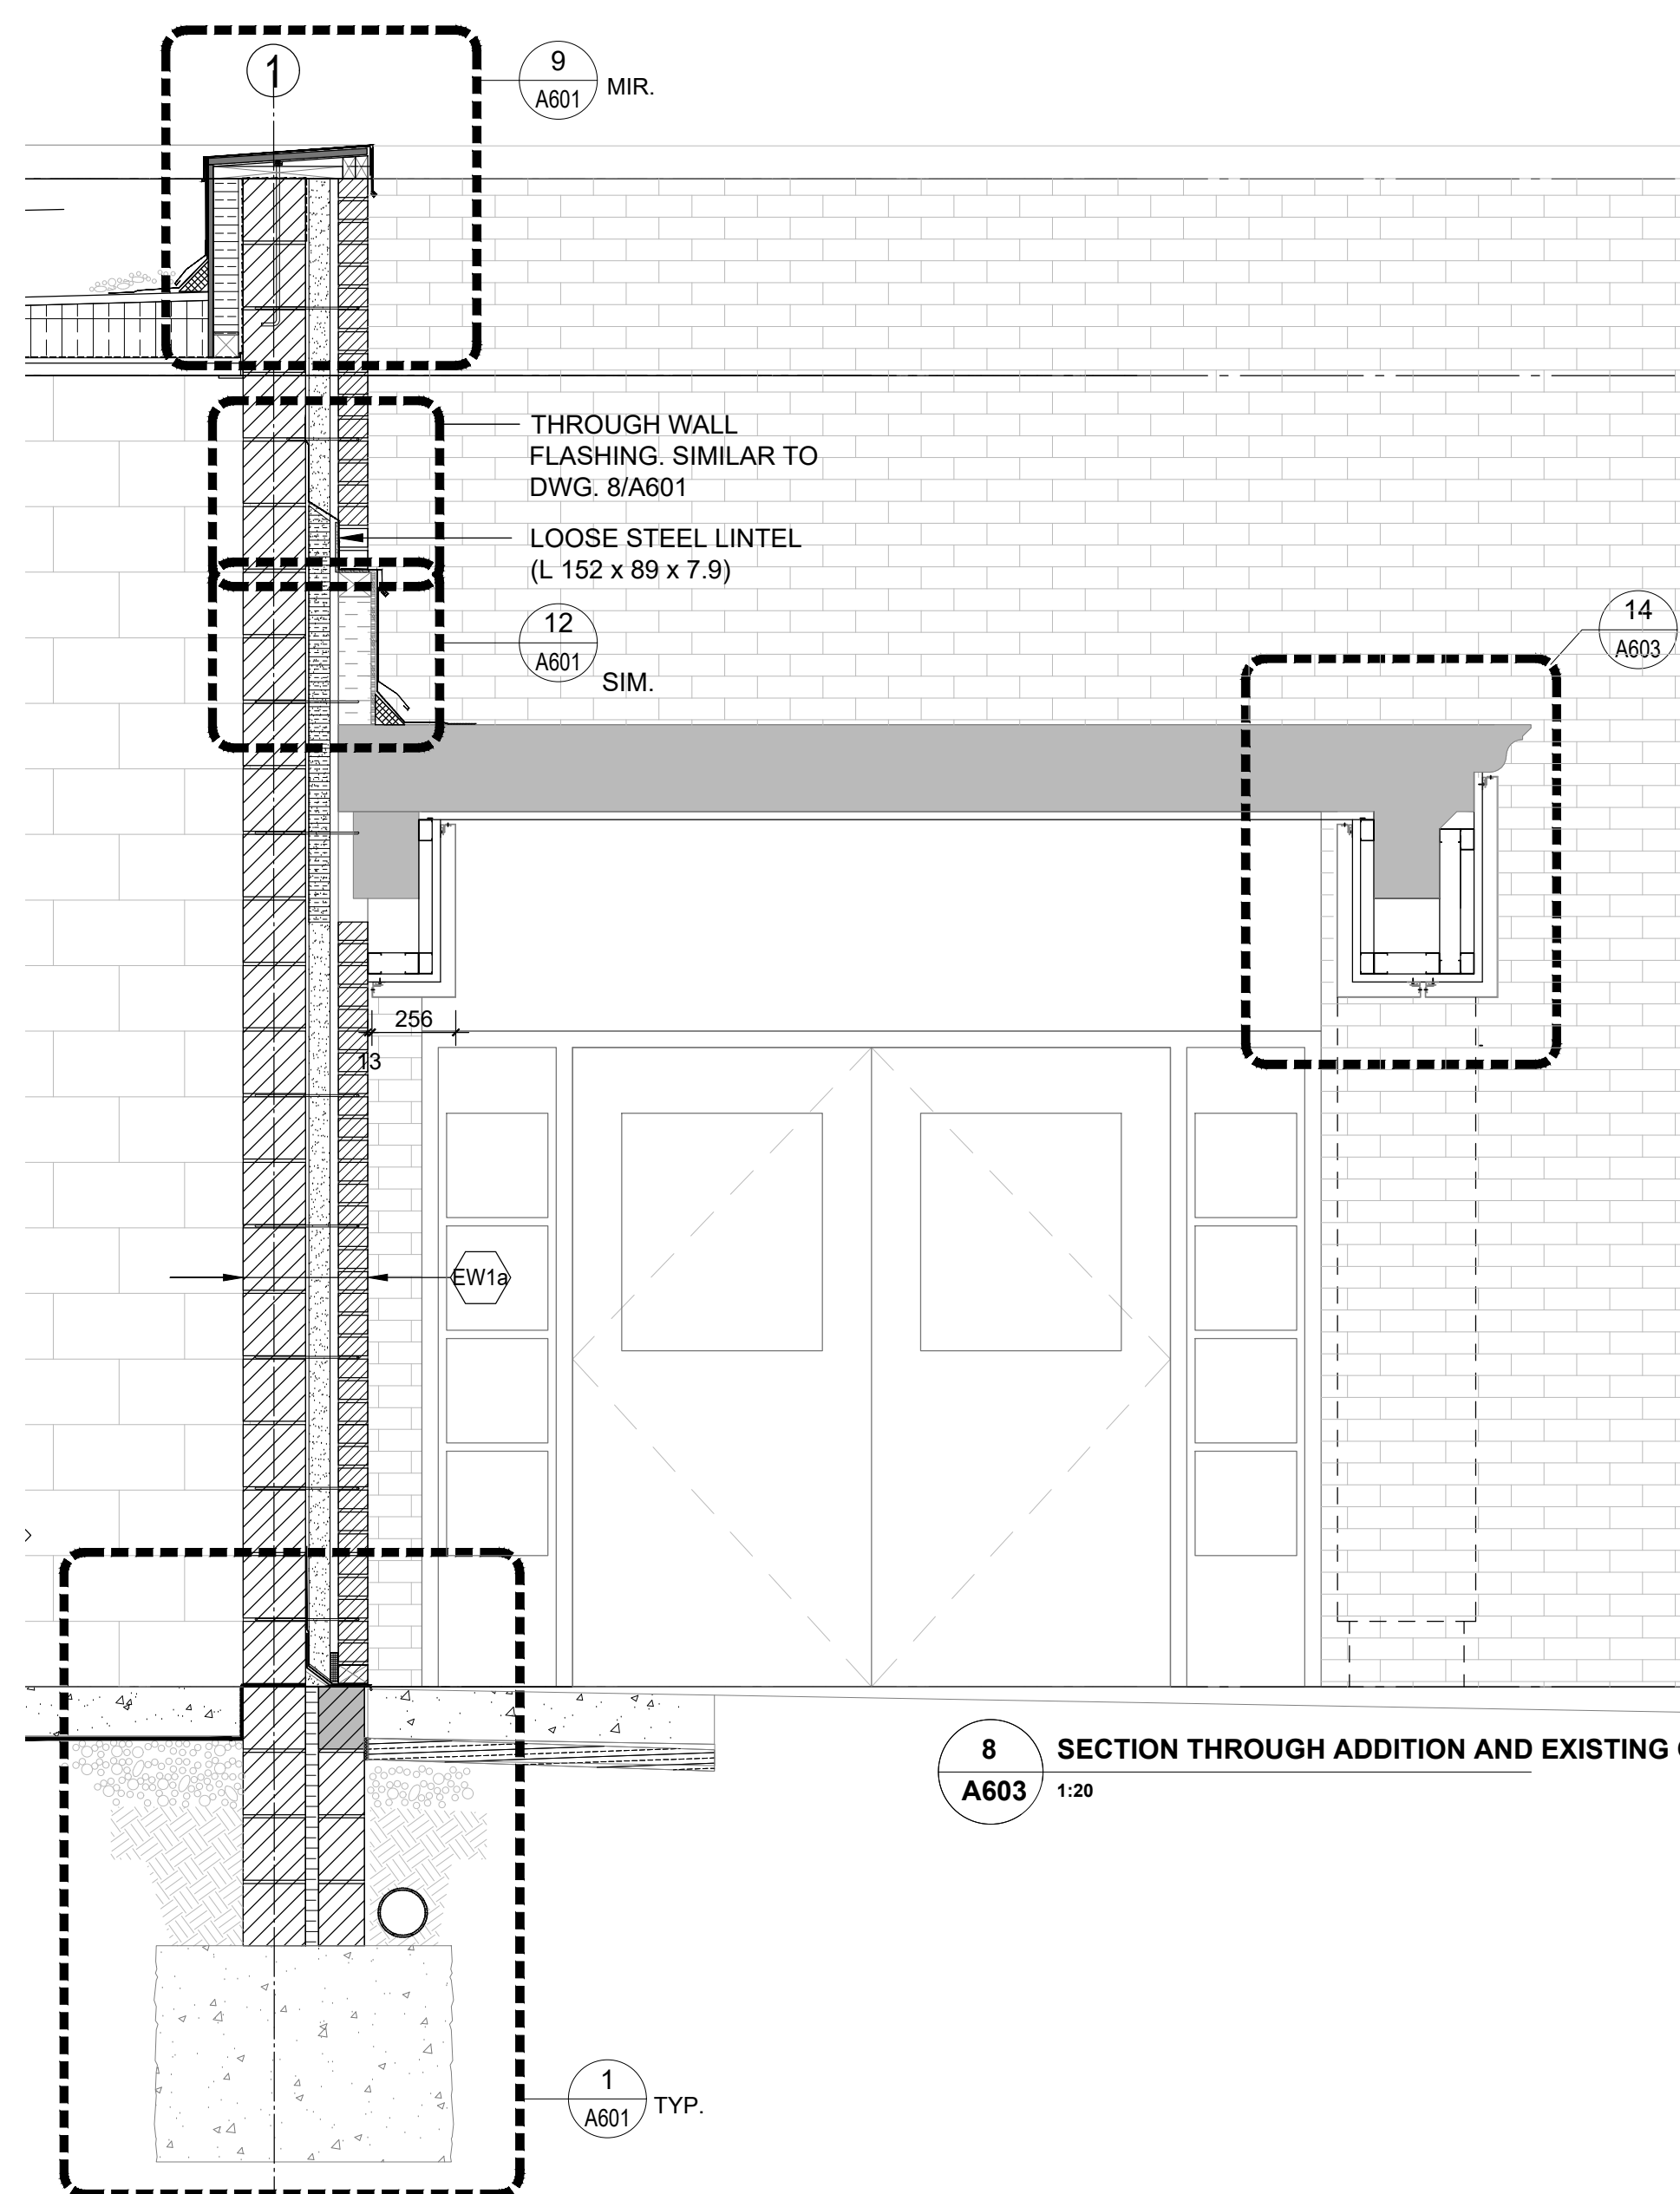 1
9
A601
MIR.
THROUGH WALL
FLASHING. SIMILAR TO
DWG. 8/A601
LOOSE STEEL LINTEL
(L 152 x 89 x 7.9)
12
A601
SIM.
14
A603
256
13
EW1a
8
A603
SECTION THROUGH ADDITION AND EXISTING
1:20
1
A601
TYP.